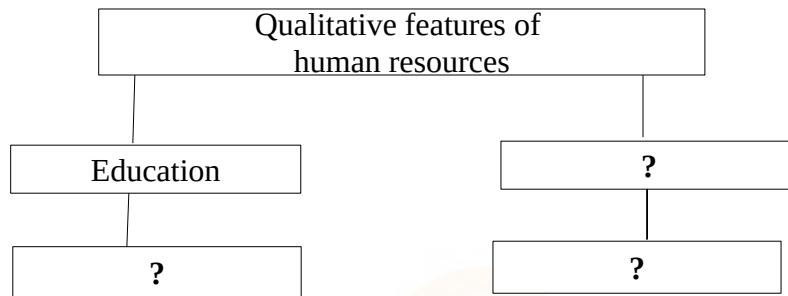 Qualitative features of
human resources
Education
?
?
?